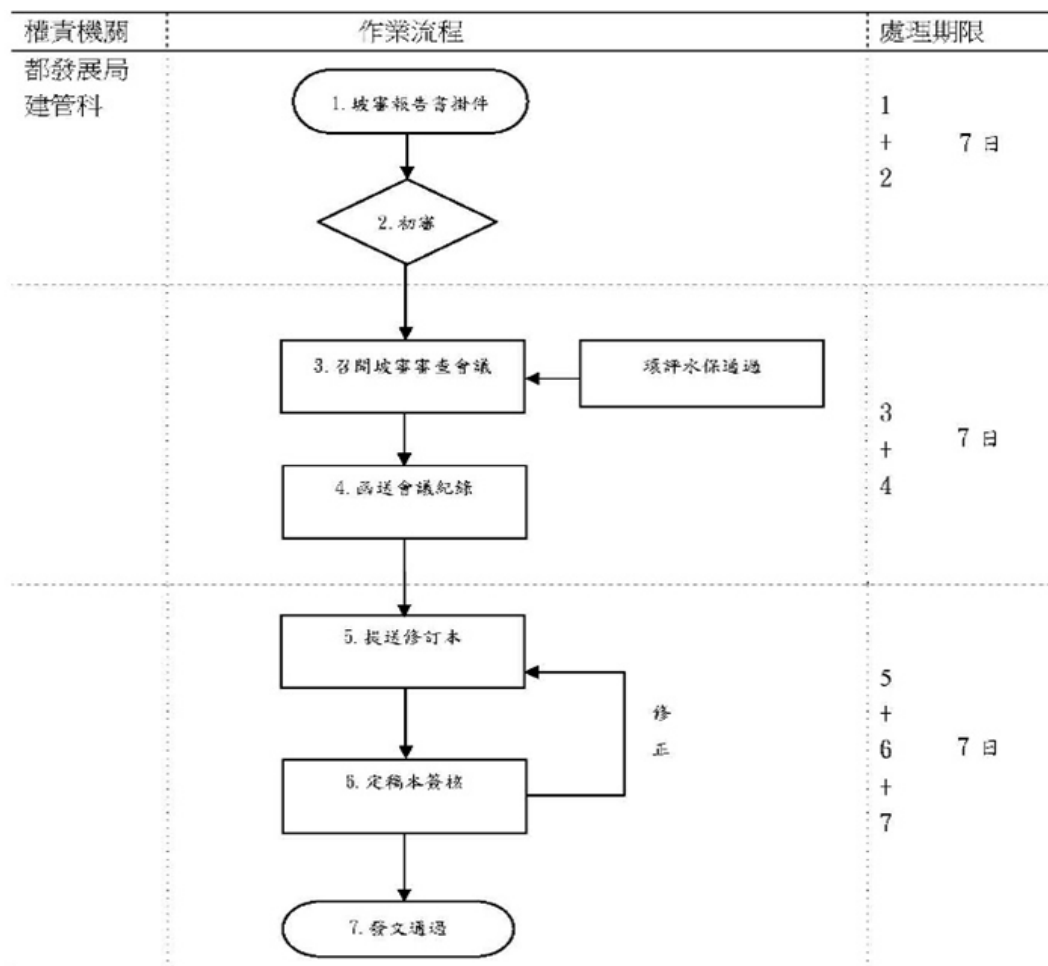 權責機關
作業流程
處理期限
都發展局
建管科
1.坡審報告書掛件
1
+
2
7 日
2.初審
3.召開坡審審查會議
環評水保通過
3
+
4
7 日
4.函送會議紀錄
5.提送修訂本
修
正
5
+
6
+
7
7 日
6.定稿本簽核
7.發文通過